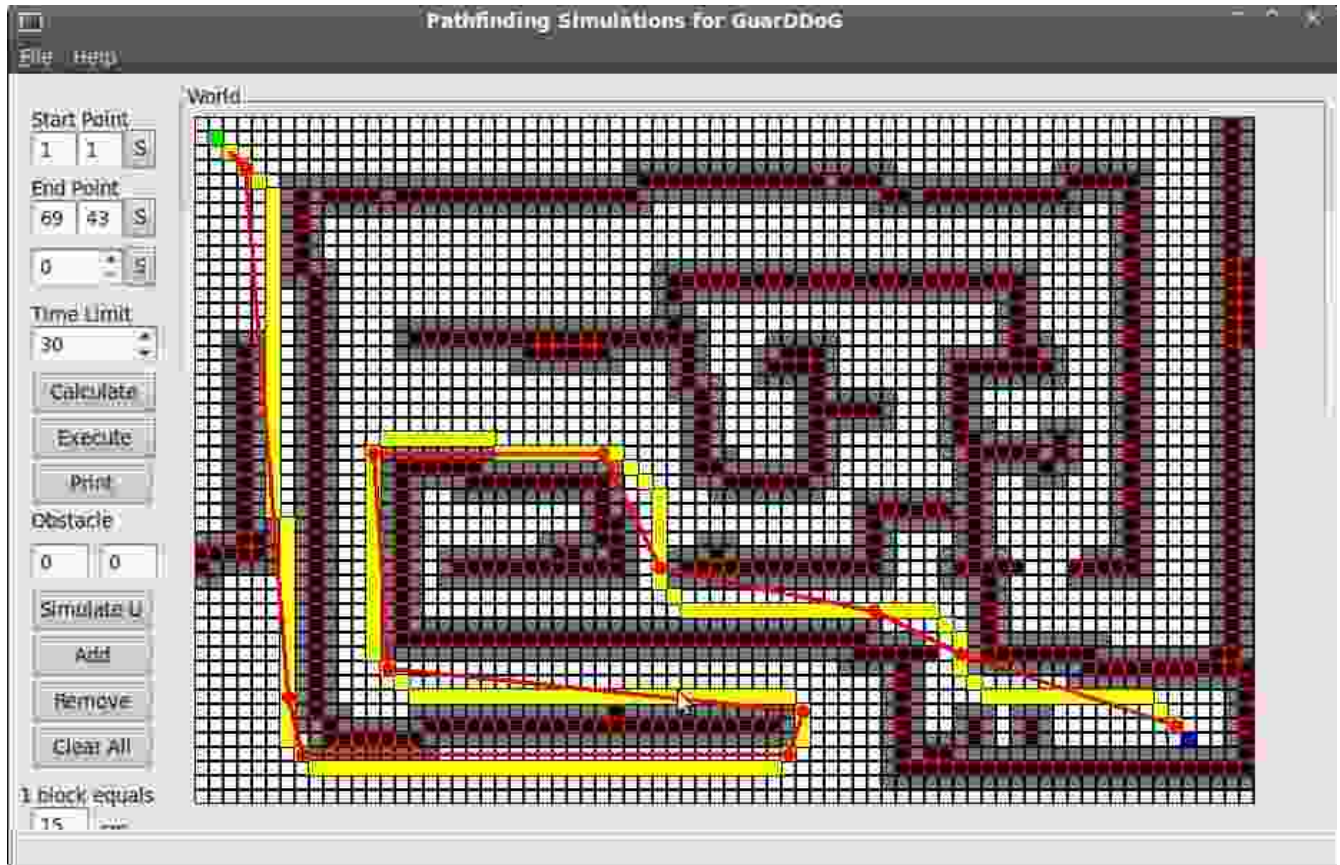 Pathfinding Simulations for GuarDDoG
File Help
World
Start Point
1 1 S
End Point
69 43 S
0 S
Time Limit
30
Calculate
Execute
Print
Obstacle
0 0
Simulate U
Add
Remove
Clear All
1 block equals
15